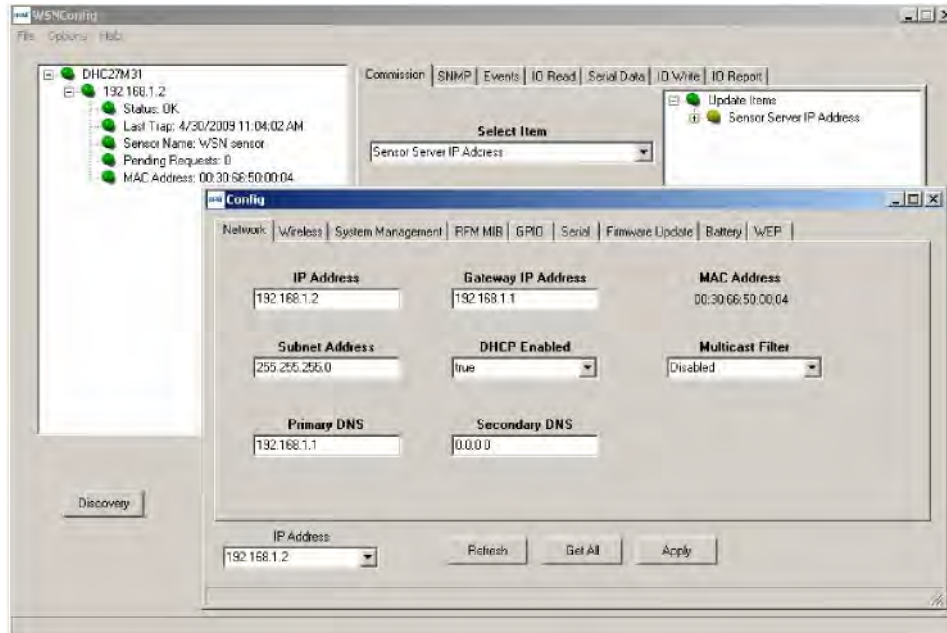 WSNConfig
File Options Help
DHC27M31
192.168.1.2
Status: OK
Last Trap: 4/30/2009 11:04:02 AM
Sensor Name: WSN sensor
Pending Requests: 0
MAC Address: 00:30:66:50:00:04
Commission SNMP Events IO Read Serial Data IO Write IO Report
Select Item
Sensor Server IP Address
Update Items
Sensor Server IP Address
Config
Network Wireless System Management RFM MIB GPIO Serial Firmware Update Battery WEP
IP Address Gateway IP Address MAC Address
192.168.1.2 192.168.1.1 00:30:66:50:00:04
Subnet Address DHCP Enabled Multicast Filter
255.255.255.0 true Disabled
Primary DNS Secondary DNS
192.168.1.1 0.0.0.0
Discovery
IP Address
192.168.1.2
Refresh Get All Apply